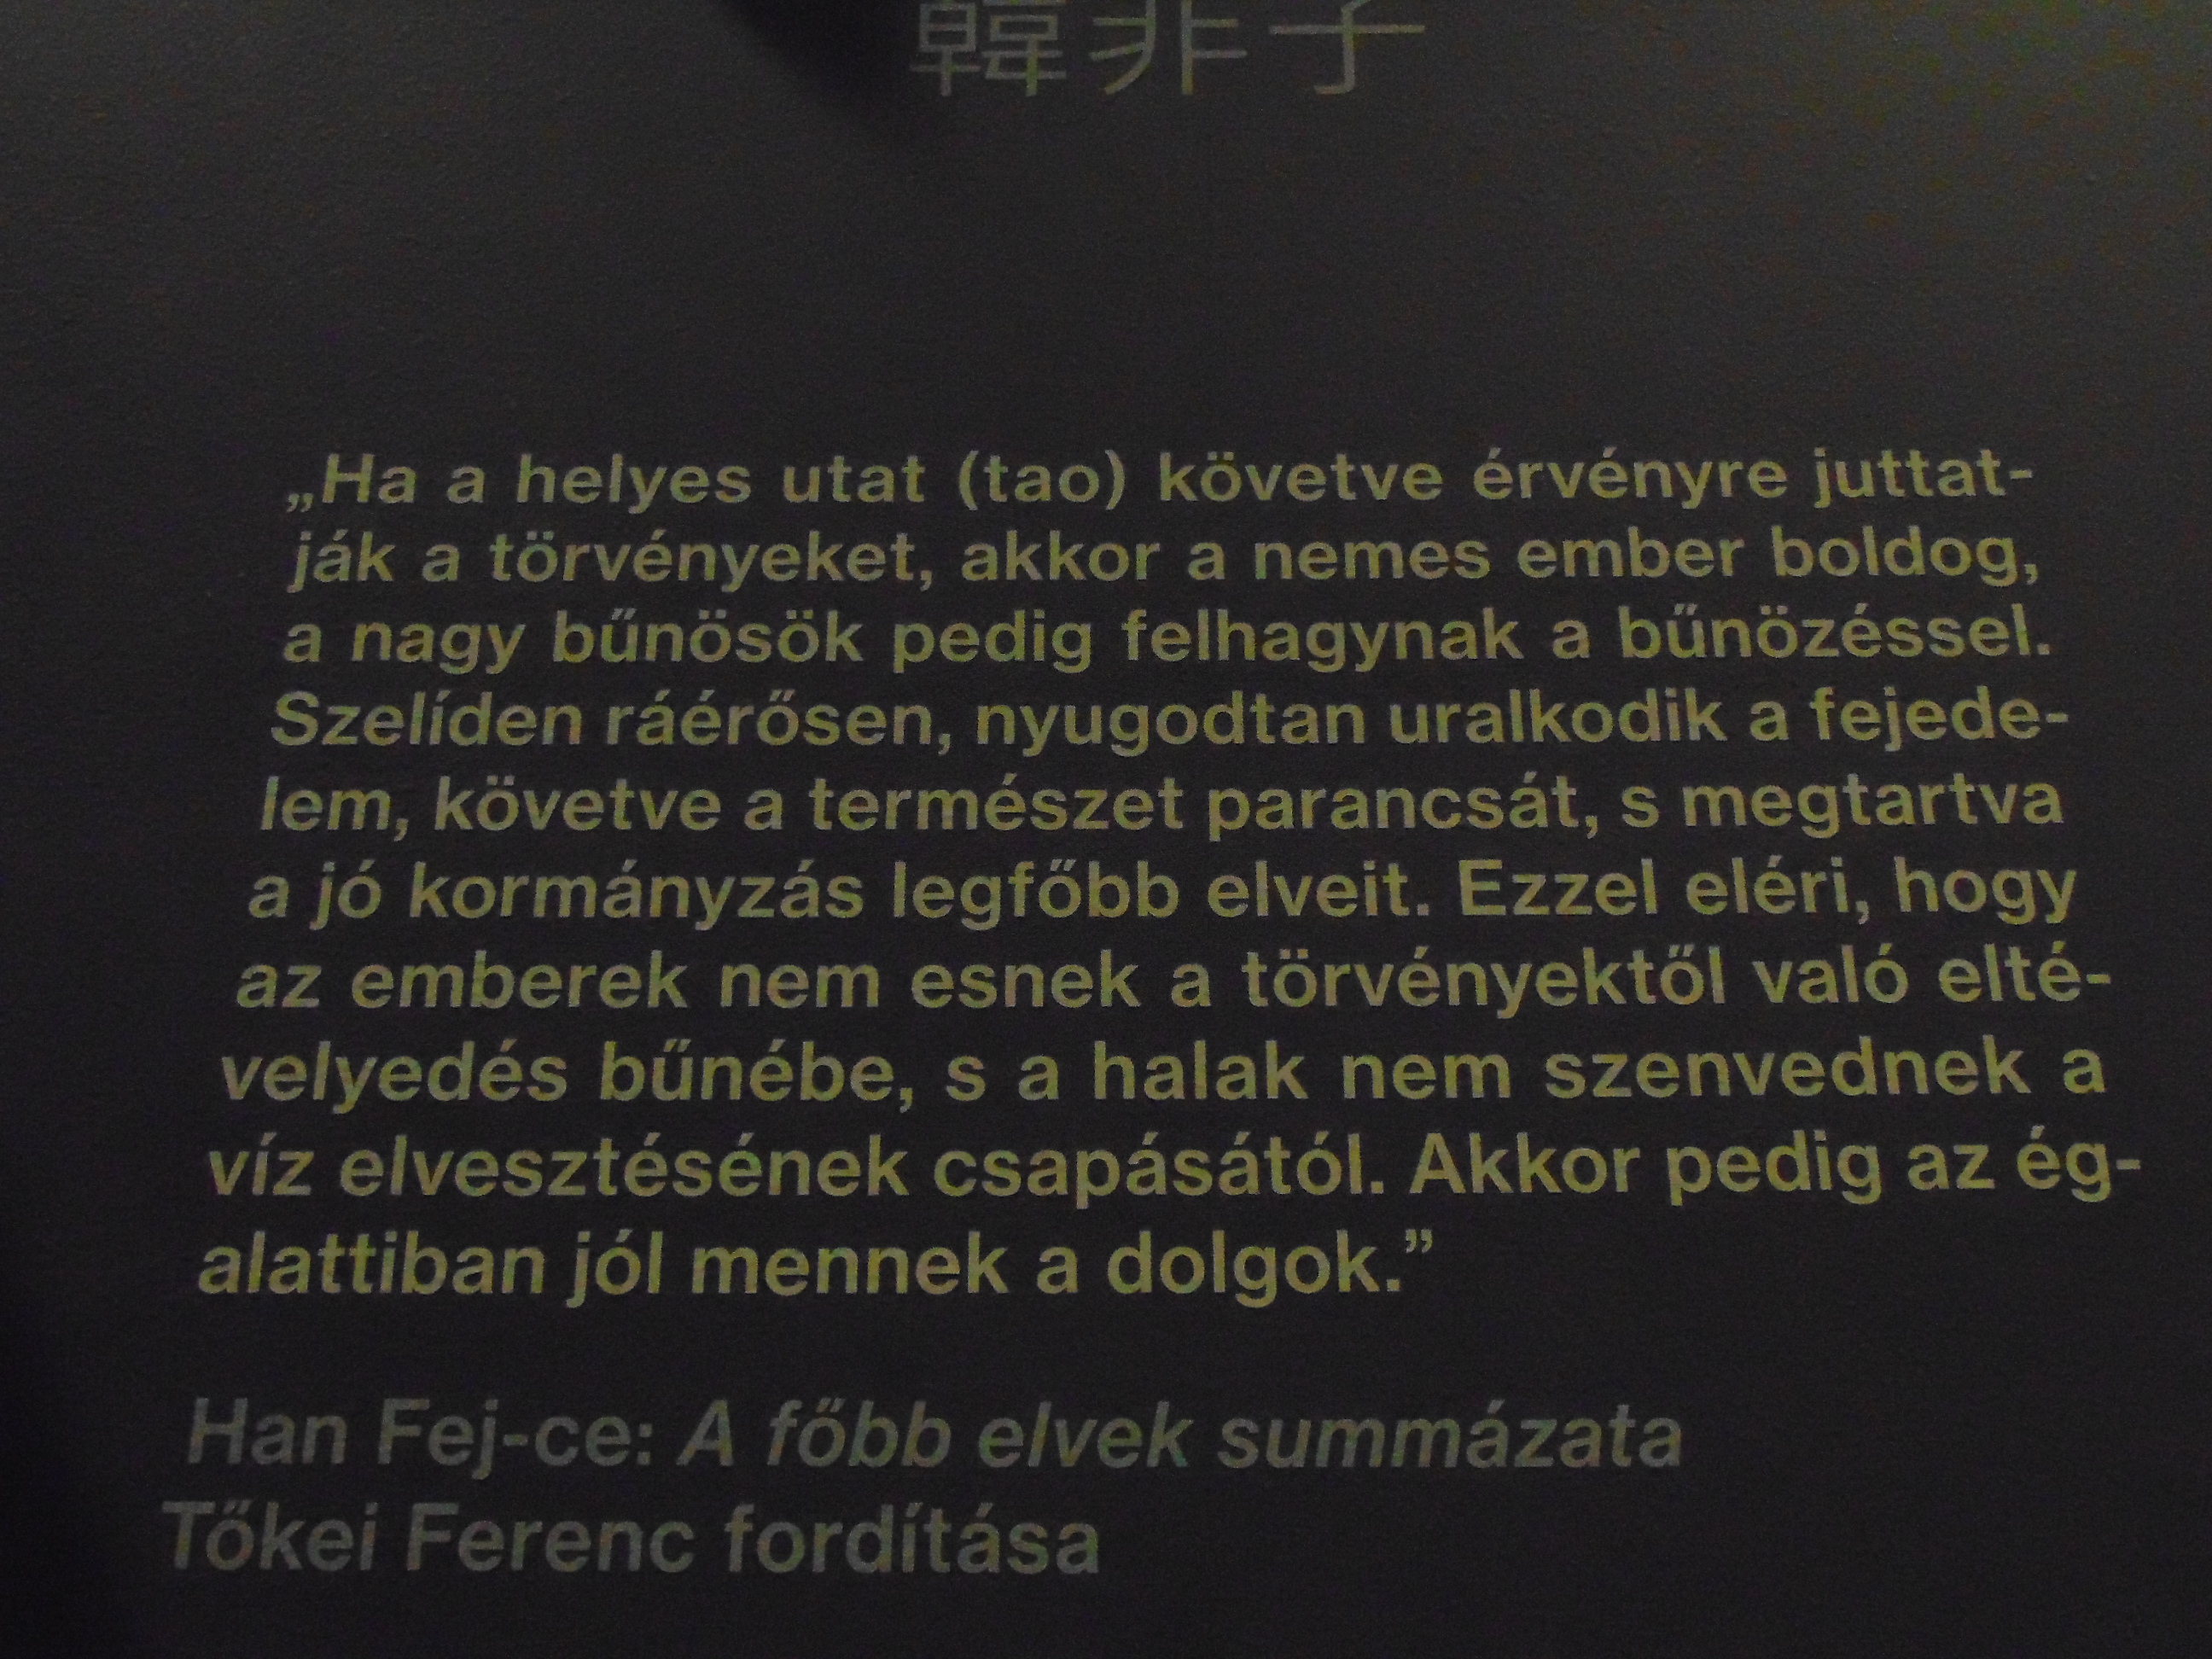 韓非子
„Ha a helyes utat (tao) követve érvényre juttat-
ják a törvényeket, akkor a nemes ember boldog,
a nagy bűnösök pedig felhagynak a bűnözéssel.
Szelíden ráérősen, nyugodtan uralkodik a fejede-
lem, követve a természet parancsát, s megtartva
a jó kormányzás legfőbb elveit. Ezzel eléri, hogy
az emberek nem esnek a törvényektől való elté-
velyedés bűnébe, s a halak nem szenvednek a
víz elvesztésének csapásától. Akkor pedig az ég-
alattiban jól mennek a dolgok.”
Han Fej-ce: A főbb elvek summázata
Tőkei Ferenc fordítása